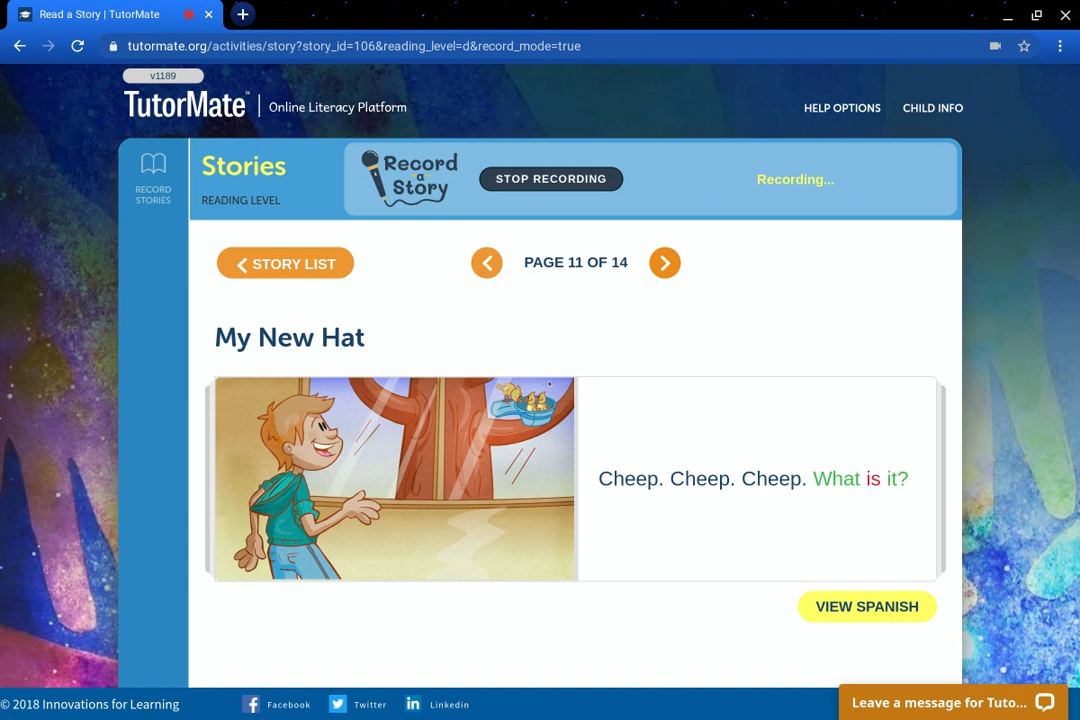 Read a Story | TutorMate
tutormate.org/activities/story?story_id=106&reading_level=d&record_mode=true
v1189
TutorMate™ | Online Literacy Platform
HELP OPTIONS
CHILD INFO
RECORD
STORIES
Stories
READING LEVEL
Record
a
Story
STOP RECORDING
Recording...
STORY LIST
PAGE 11 OF 14
My New Hat
Cheep. Cheep. Cheep. What is it?
VIEW SPANISH
© 2018 Innovations for Learning
Facebook
Twitter
Linkedin
Leave a message for Tuto...